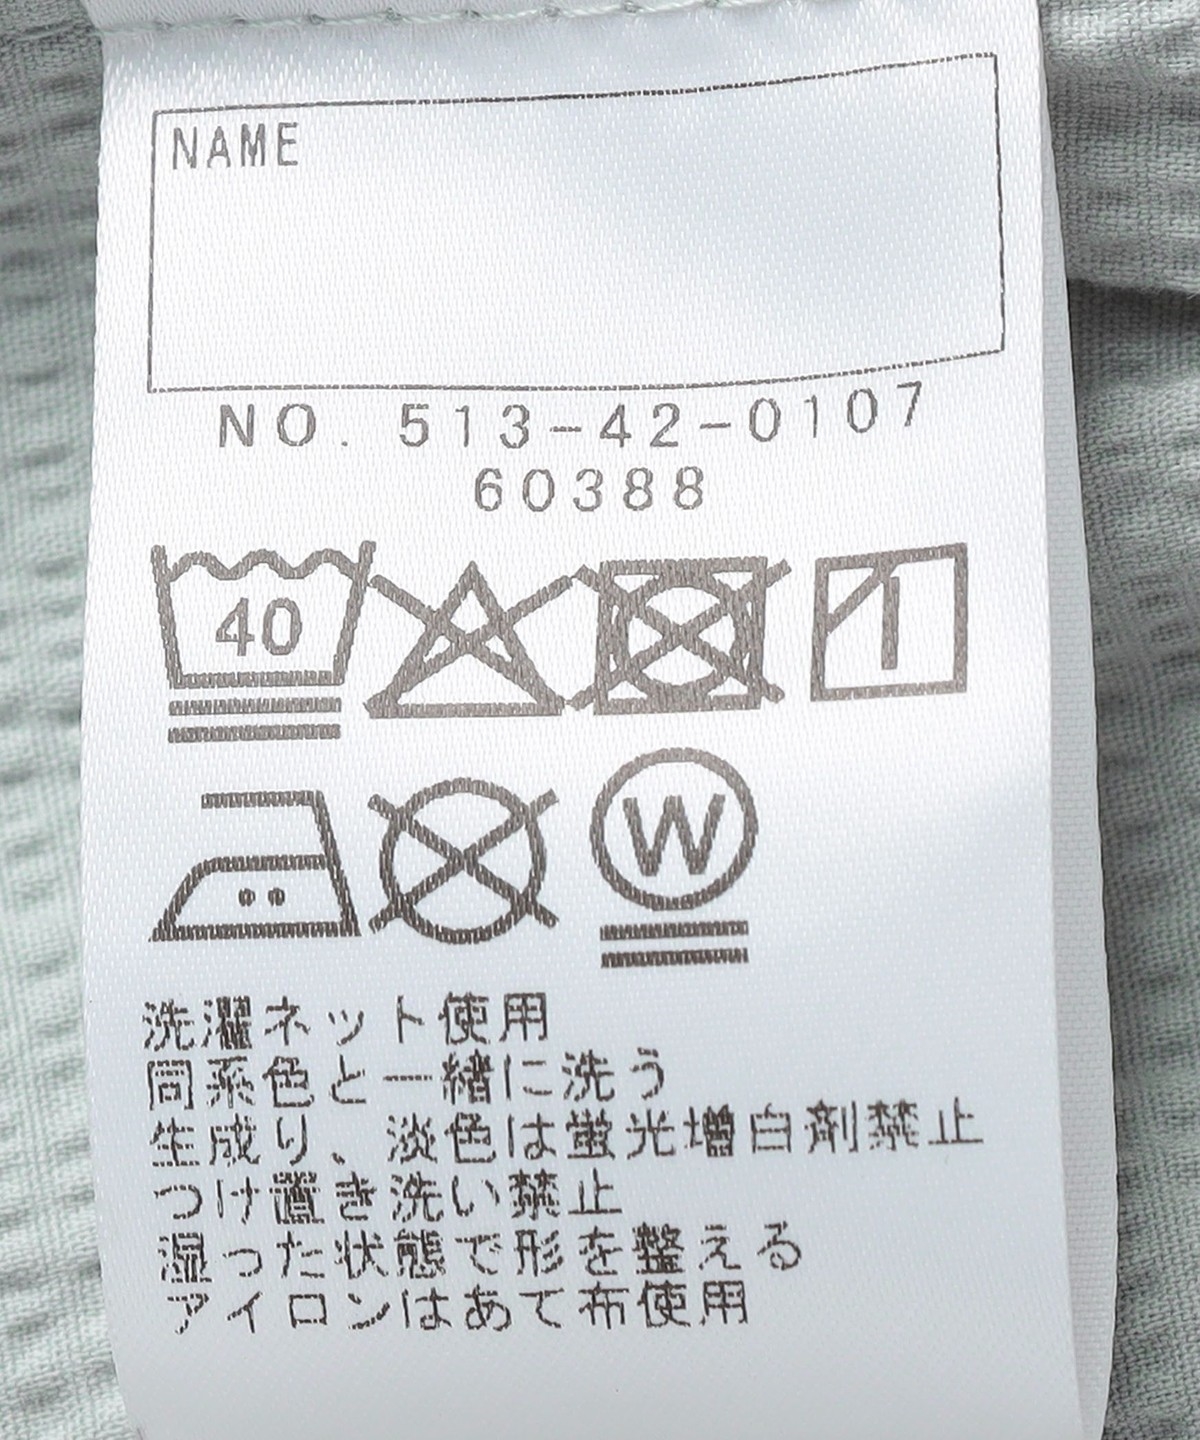 NAME
NO. 513-42-0107
60388
40
W
洗濯ネット使用
同系色と一緒に洗う
生成り、淡色は蛍光増白剤禁止
つけ置き洗い禁止
湿った状態で形を整える
アイロンはあて布使用